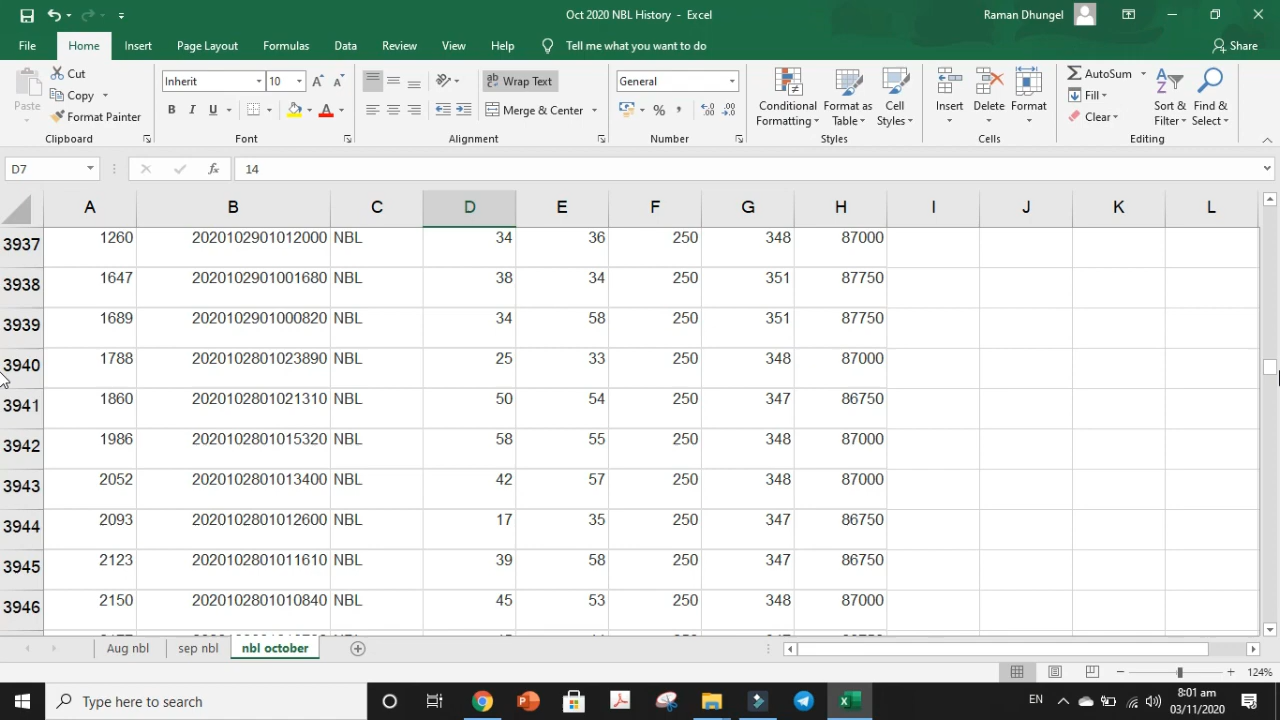 Oct 2020 NBL History - Excel
Raman Dhungel
File Home Insert Page Layout Formulas Data Review View Help Tell me what you want to do Share
Paste Cut Copy Format Painter
Inherit 10 B I U
Wrap Text Merge & Center
General %
Conditional Formatting Format as Table Cell Styles
Insert Delete Format
AutoSum Fill Clear Sort & Filter Find & Select
Clipboard Font Alignment Number Styles Cells Editing
D7 fx 14
A B C D E F G H I J K L
3937 1260 2020102901012000 NBL 34 36 250 348 87000
3938 1647 2020102901001680 NBL 38 34 250 351 87750
3939 1689 2020102901000820 NBL 34 58 250 351 87750
3940 1788 2020102801023890 NBL 25 33 250 348 87000
3941 1860 2020102801021310 NBL 50 54 250 347 86750
3942 1986 2020102801015320 NBL 58 55 250 348 87000
3943 2052 2020102801013400 NBL 42 57 250 348 87000
3944 2093 2020102801012600 NBL 17 35 250 347 86750
3945 2123 2020102801011610 NBL 39 58 250 347 86750
3946 2150 2020102801010840 NBL 45 53 250 348 87000
Aug nbl sep nbl nbl october
124%
Type here to search
EN 8:01 am
03/11/2020